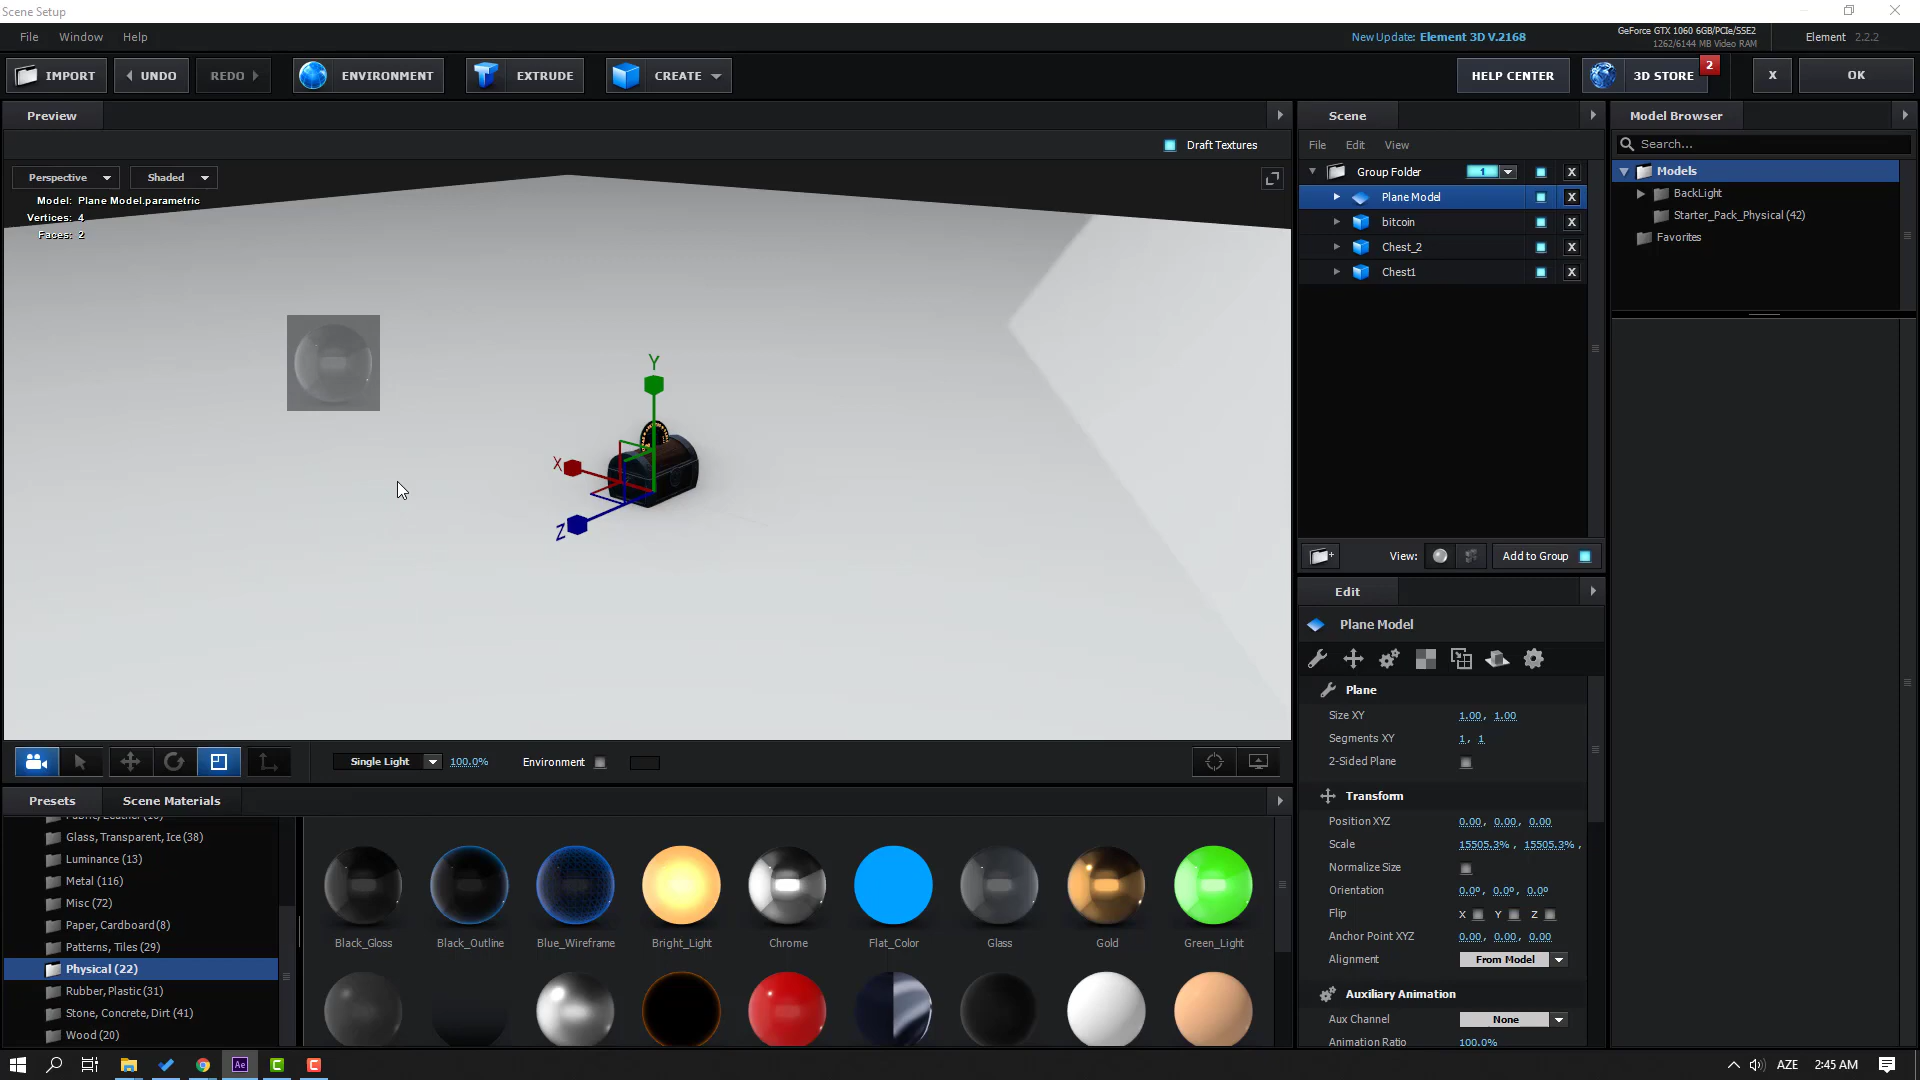 Scene Setup
File Window Help
New Update: Element 3D V.2168
GeForce GTX 1060 6GB/PCIe/SSE2
1262/6144 MB Video RAM
Element 2.2.2
IMPORT
UNDO
REDO
ENVIRONMENT
EXTRUDE
CREATE
HELP CENTER
3D STORE
2
X
OK
Preview
Draft Textures
Perspective
Shaded
Model: Plane Model.parametric
Vertices: 4
Faces: 2
Y
X
Z
Single Light
100.0%
Environment
Scene
File Edit View
Group Folder 1 X
Plane Model X
bitcoin X
Chest_2 X
Chest1 X
View:
Add to Group
Edit
Plane Model
Plane
Size XY 1.00, 1.00
Segments XY 1, 1
2-Sided Plane
Transform
Position XYZ 0.00, 0.00, 0.00
Scale 15505.3%, 15505.3%,
Normalize Size
Orientation 0.0º, 0.0º, 0.0º
Flip X Y Z
Anchor Point XYZ 0.00, 0.00, 0.00
Alignment From Model
Auxiliary Animation
Aux Channel None
Animation Ratio 100.0%
Model Browser
Search...
Models
BackLight
Starter_Pack_Physical (42)
Favorites
Presets
Scene Materials
Glass, Transparent, Ice (38)
Luminance (13)
Metal (116)
Misc (72)
Paper, Cardboard (8)
Patterns, Tiles (29)
Physical (22)
Rubber, Plastic (31)
Stone, Concrete, Dirt (41)
Wood (20)
Black_Gloss
Black_Outline
Blue_Wireframe
Bright_Light
Chrome
Flat_Color
Glass
Gold
Green_Light
Ae
C
C
AZE
2:45 AM